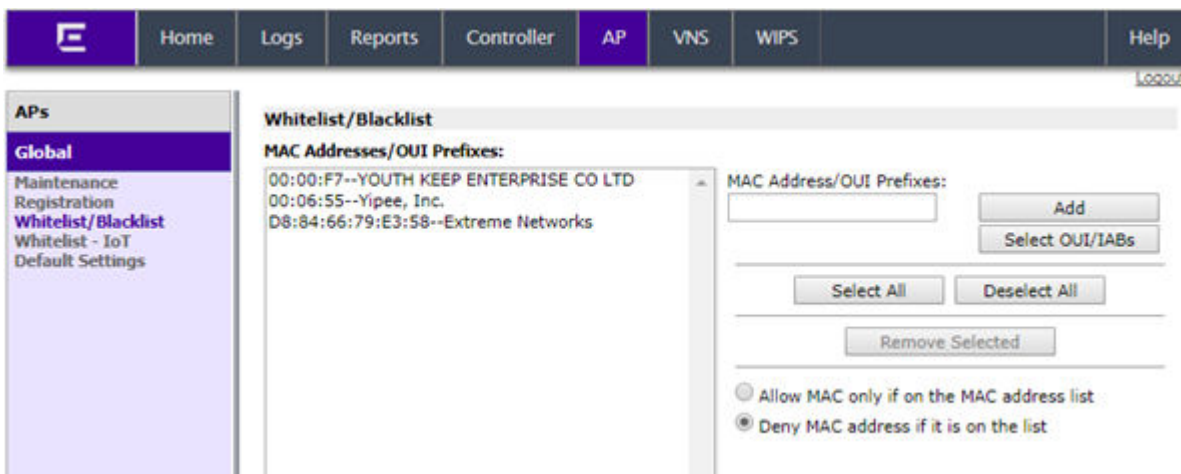 Home Logs Reports Controller AP VNS WIPS Help
Logou
APs
Global
Maintenance
Registration
Whitelist/Blacklist
Whitelist - IoT
Default Settings
Whitelist/Blacklist
MAC Addresses/OUI Prefixes:
00:00:F7--YOUTH KEEP ENTERPRISE CO LTD
00:06:55--Yipee, Inc.
D8:84:66:79:E3:58--Extreme Networks
MAC Address/OUI Prefixes:
Add
Select OUI/IABs
Select All Deselect All
Remove Selected
Allow MAC only if on the MAC address list
Deny MAC address if it is on the list